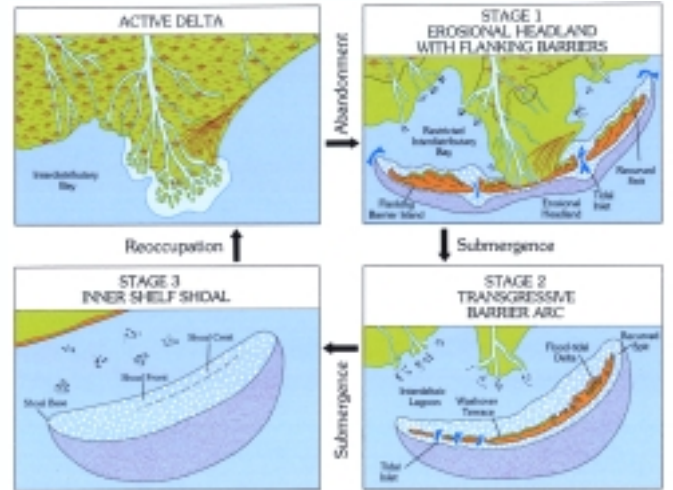 ACTIVE DELTA
Interdistributary
Bay
Abandonment
STAGE 1
EROSIONAL HEADLAND
WITH FLANKING BARRIERS
Restricted
Interdistributary
Bay
Recurved
Spit
Flanking
Barrier Island
Erosional
Headland
Tidal
Inlet
Reoccupation
Submergence
STAGE 3
INNER SHELF SHOAL
Shoal Crest
Shoal Front
Shoal Base
Submergence
STAGE 2
TRANSGRESSIVE
BARRIER ARC
Recurved
Spit
Flood-tidal
Delta
Lagoon
Washover
Terrace
Tidal
Inlet